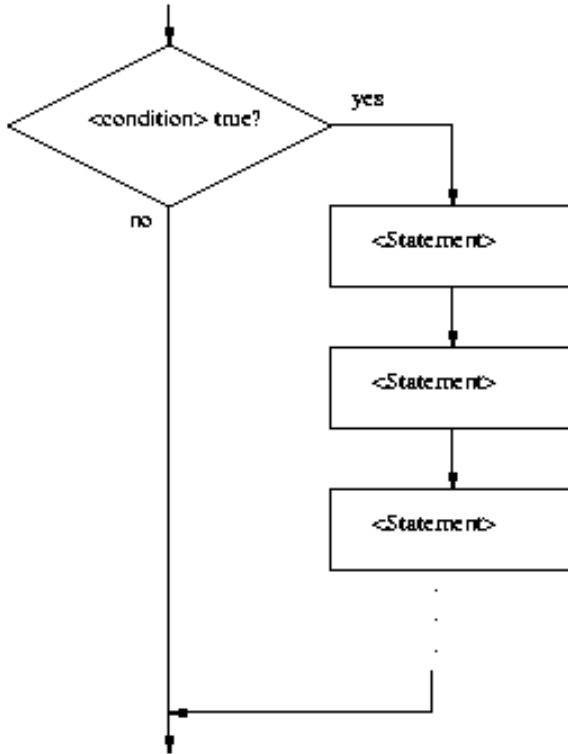 <condition> true?
yes
no
<Statement>
<Statement>
<Statement>